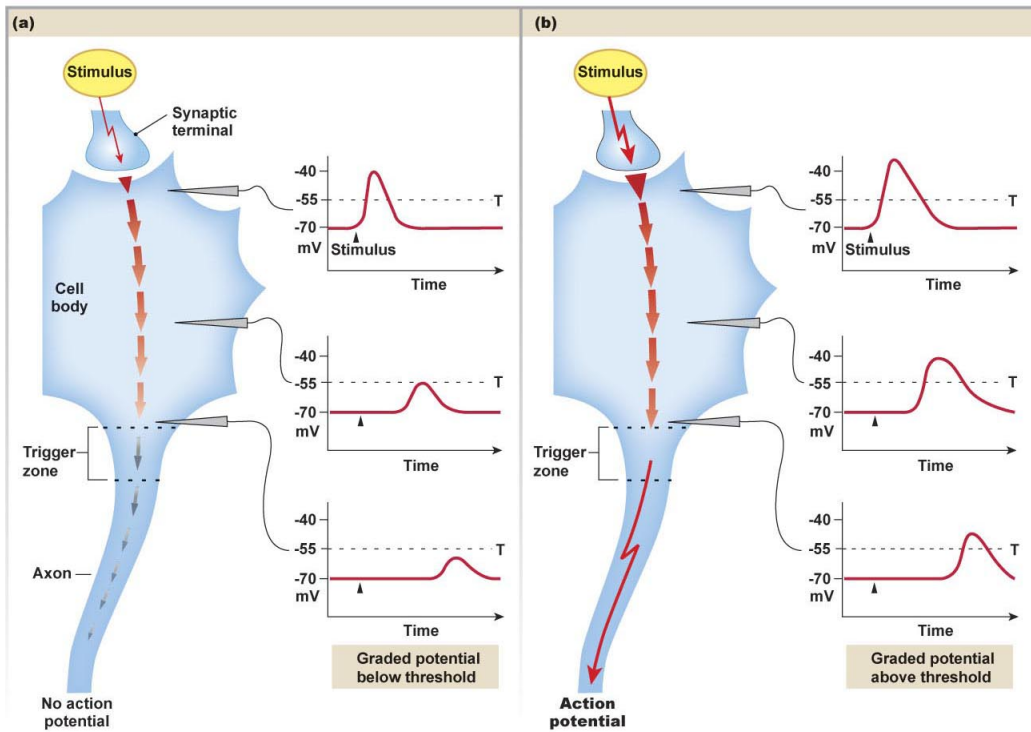 (a)
Stimulus
Synaptic
terminal
-40
-55
T
-70
mV
Stimulus
Time
Cell
body
-40
-55
T
-70
mV
Time
Trigger
zone
-40
-55
T
-70
mV
Time
Axon
Graded potential
below threshold
No action
potential
(b)
Stimulus
-40
-55
T
-70
mV
Stimulus
Time
-40
-55
T
-70
mV
Time
Trigger
zone
-40
-55
T
-70
mV
Time
Graded potential
above threshold
Action
potential